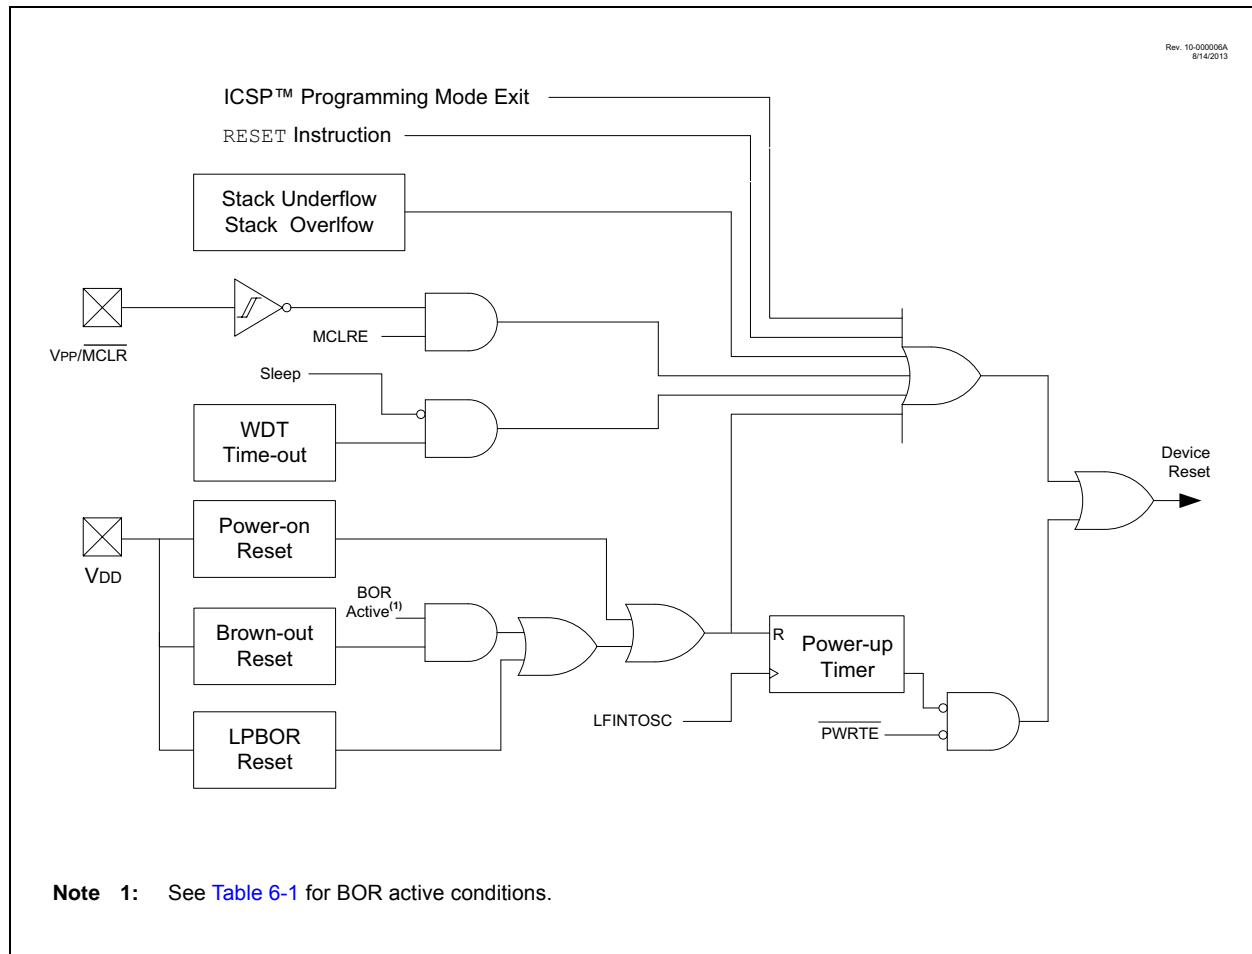 Rev. 10-000006A
8/14/2013
ICSP™ Programming Mode Exit
RESET Instruction
Stack Underflow
Stack Overlfow
VPP/MCLR
MCLRE
Sleep
WDT
Time-out
Device
Reset
VDD
Power-on
Reset
BOR
Active(1)
Brown-out
Reset
R
Power-up
Timer
LFINTOSC
PWRTE
LPBOR
Reset
Note 1: See Table 6-1 for BOR active conditions.